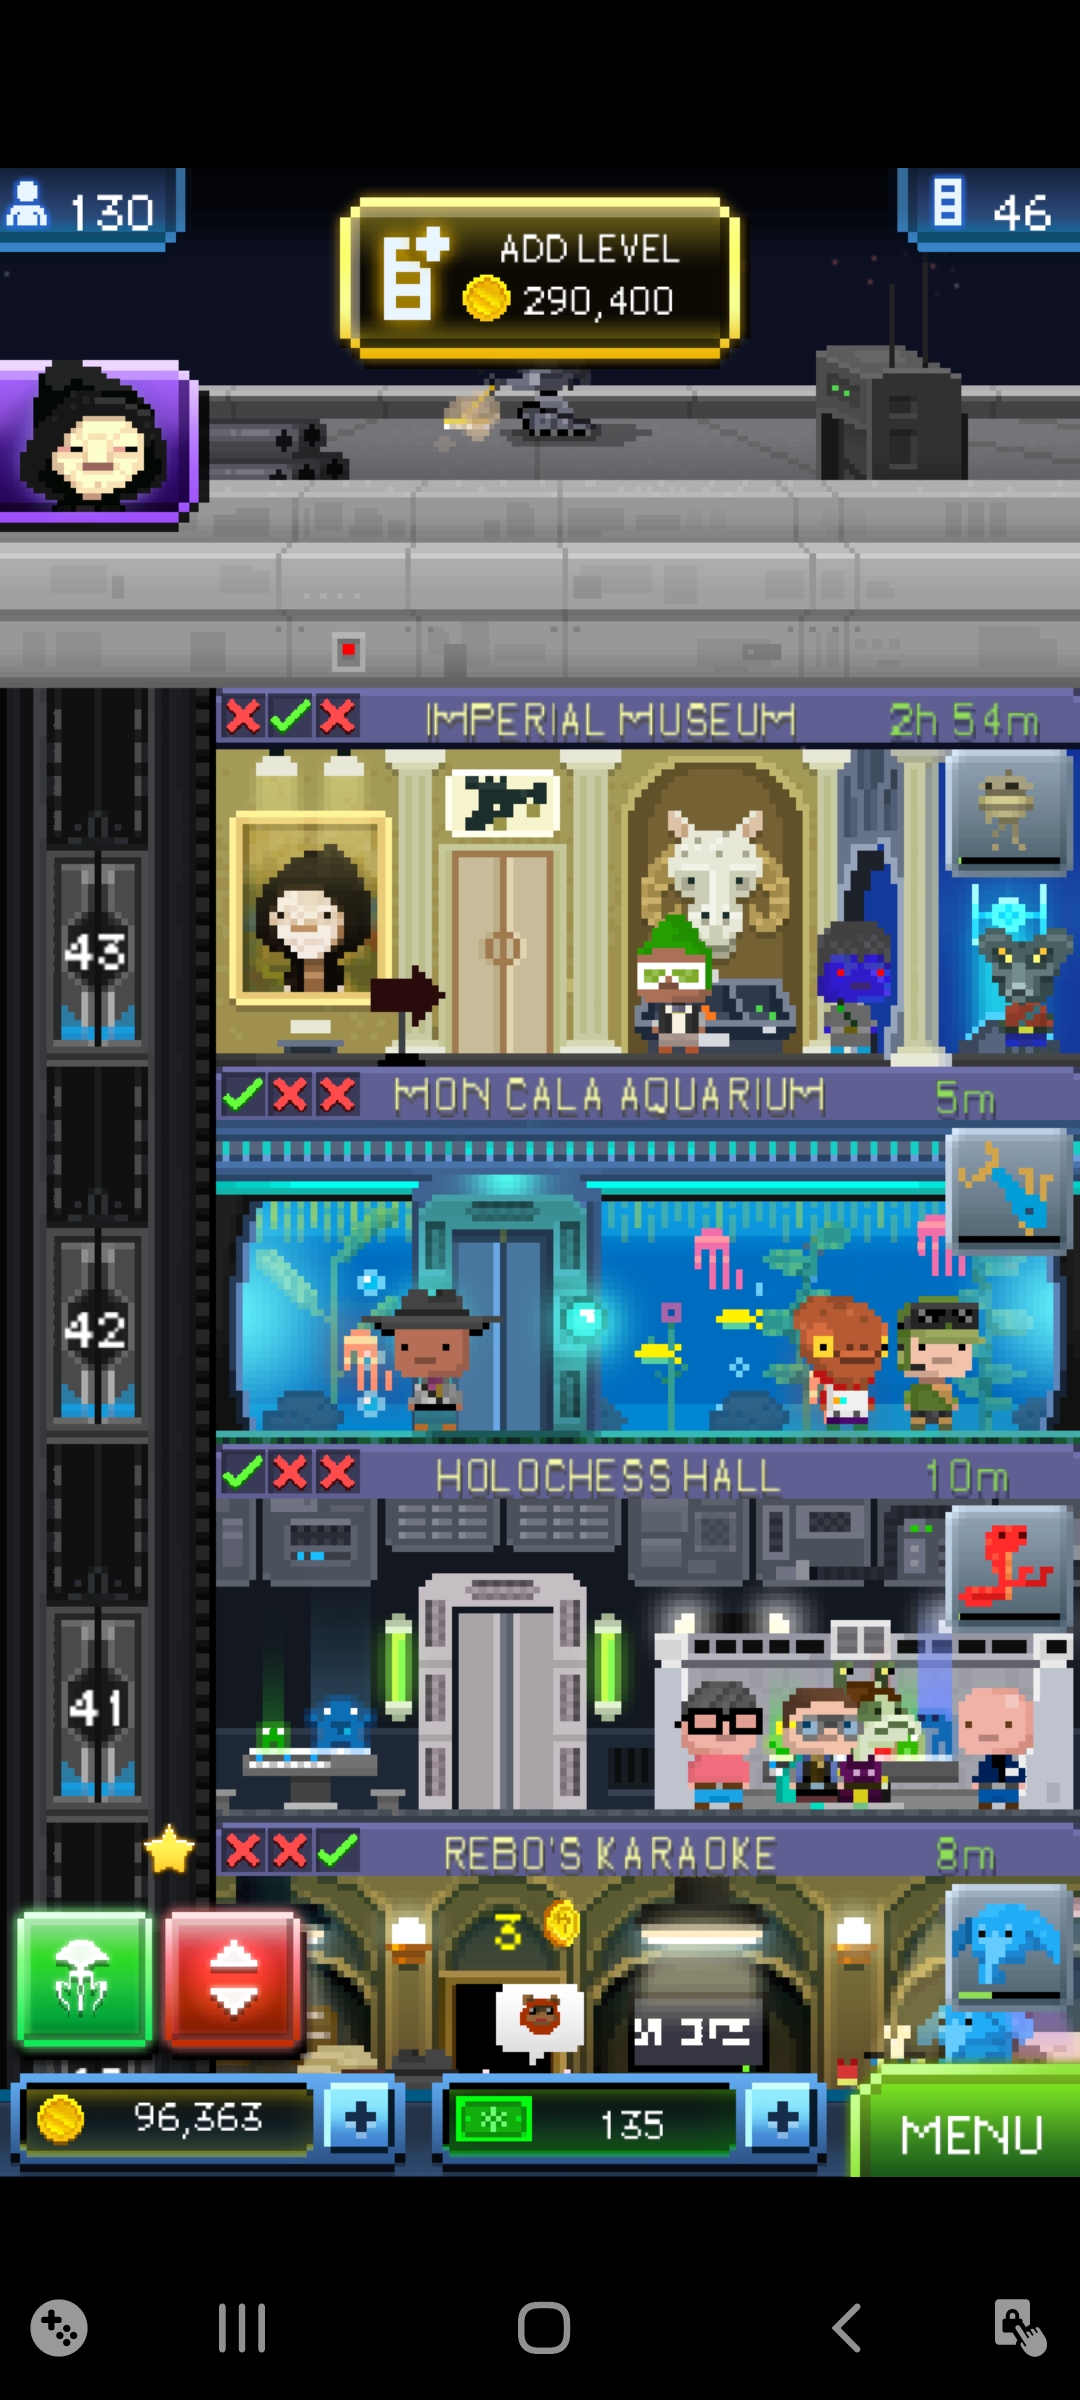 130
ADD LEVEL
290,400
46
IMPERIAL MUSEUM 2h 54m
43
MON CALA AQUARIUM 5m
42
HOLOCHESS HALL 10m
41
REBO'S KARAOKE 8m
3
96,363
135
MENU